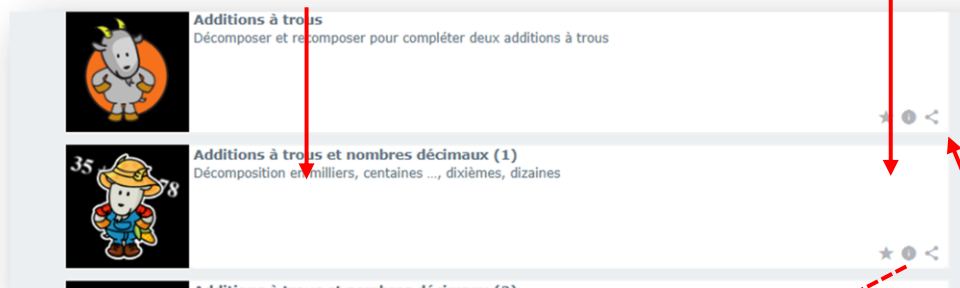 Additions à trous
Décomposer et recomposer pour compléter deux additions à trous
35
78
Additions à trous et nombres décimaux (1)
Décomposition en milliers, centaines ..., dixièmes, dizaines